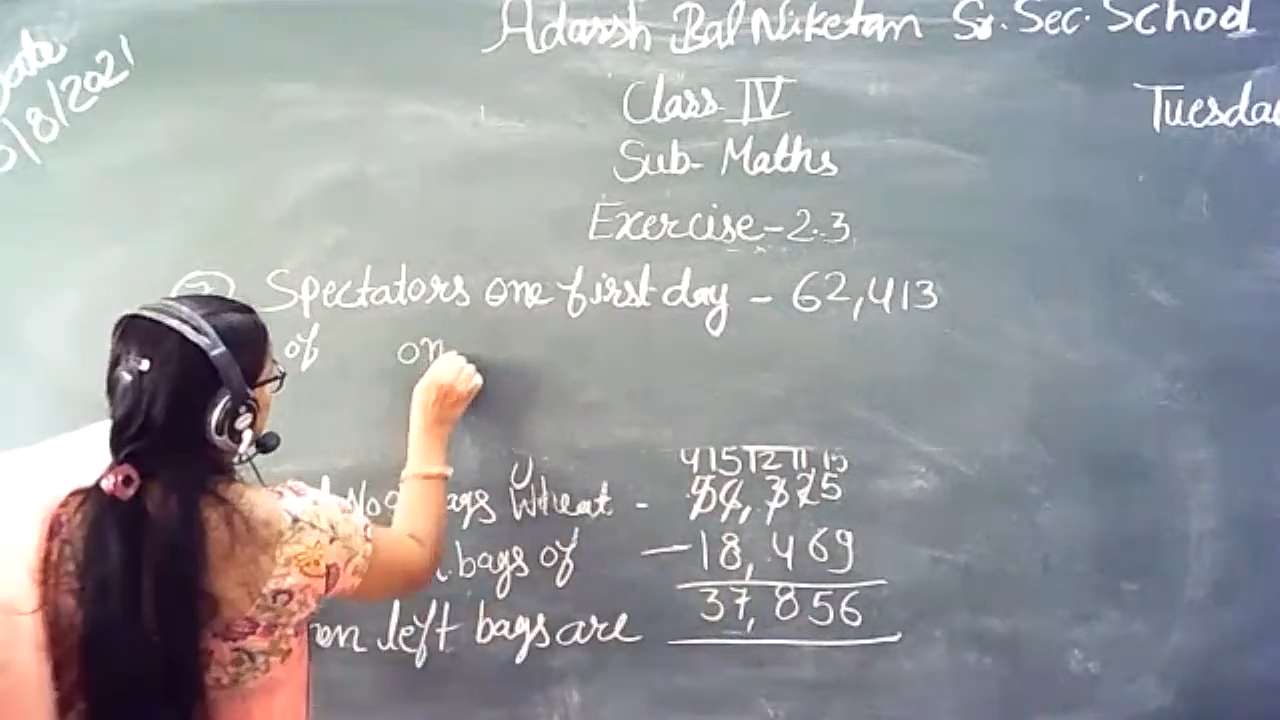 Adarsh Bal Niketan Sr. Sec. School
Date
/8/2021
Class IV
Tuesda
Sub- Maths
Exercise-2.3
Spectators one first day - 62,413
of on
4 15 12 11 15
wheat - 56,325
bags of -18,469
left bags are 37,856